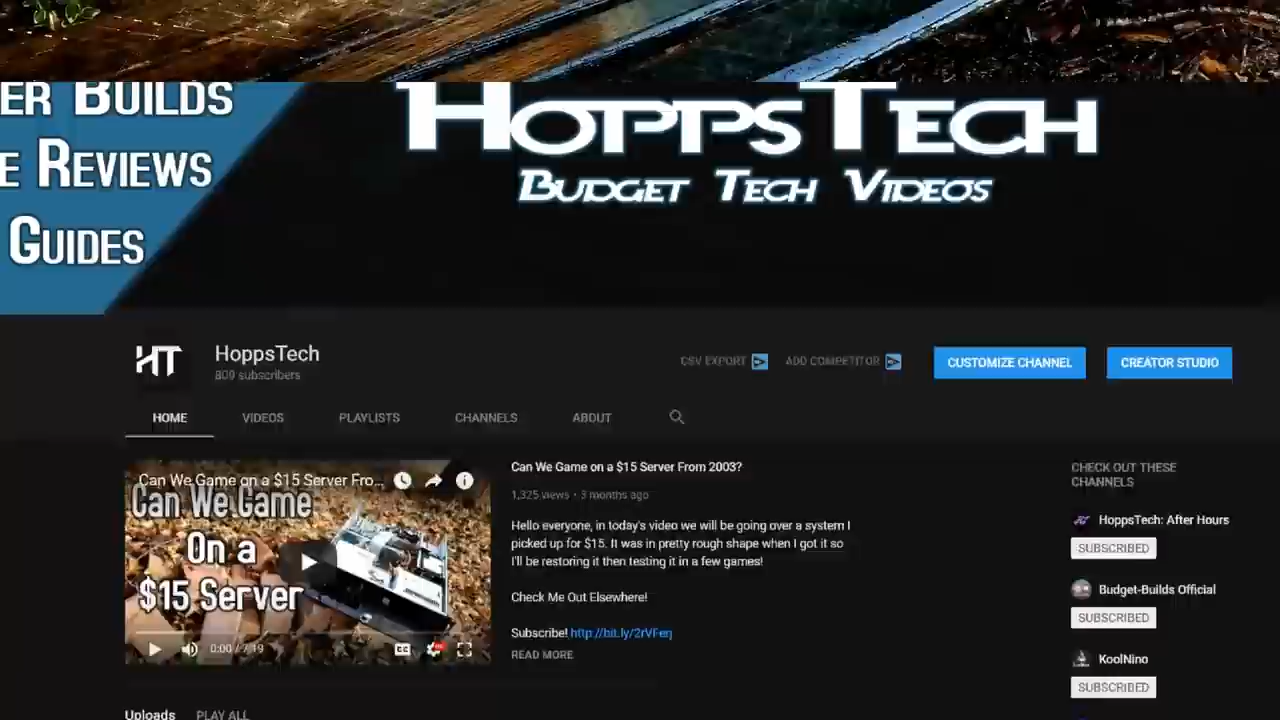 ER BUILDS
E REVIEWS
GUIDES
HOPPSTECH
BUDGET TECH VIDEOS
HT
HoppsTech
809 subscribers
CSV EXPORT
ADD COMPETITOR
CUSTOMIZE CHANNEL
CREATOR STUDIO
HOME
VIDEOS
PLAYLISTS
CHANNELS
ABOUT
Can We Game on a $15 Server Fro...
Can We Game
On a
$15 Server
0:00 / 7:19
CC
Can We Game on a $15 Server From 2003?
1,325 views • 3 months ago
Hello everyone, in today's video we will be going over a system I
picked up for $15. It was in pretty rough shape when I got it so
I'll be restoring it then testing it in a few games!
Check Me Out Elsewhere!
Subscribe! http://bit.ly/2rVFerj
READ MORE
CHECK OUT THESE
CHANNELS
HoppsTech: After Hours
SUBSCRIBED
Budget-Builds Official
SUBSCRIBED
KoolNino
SUBSCRIBED
Uploads
PLAY ALL